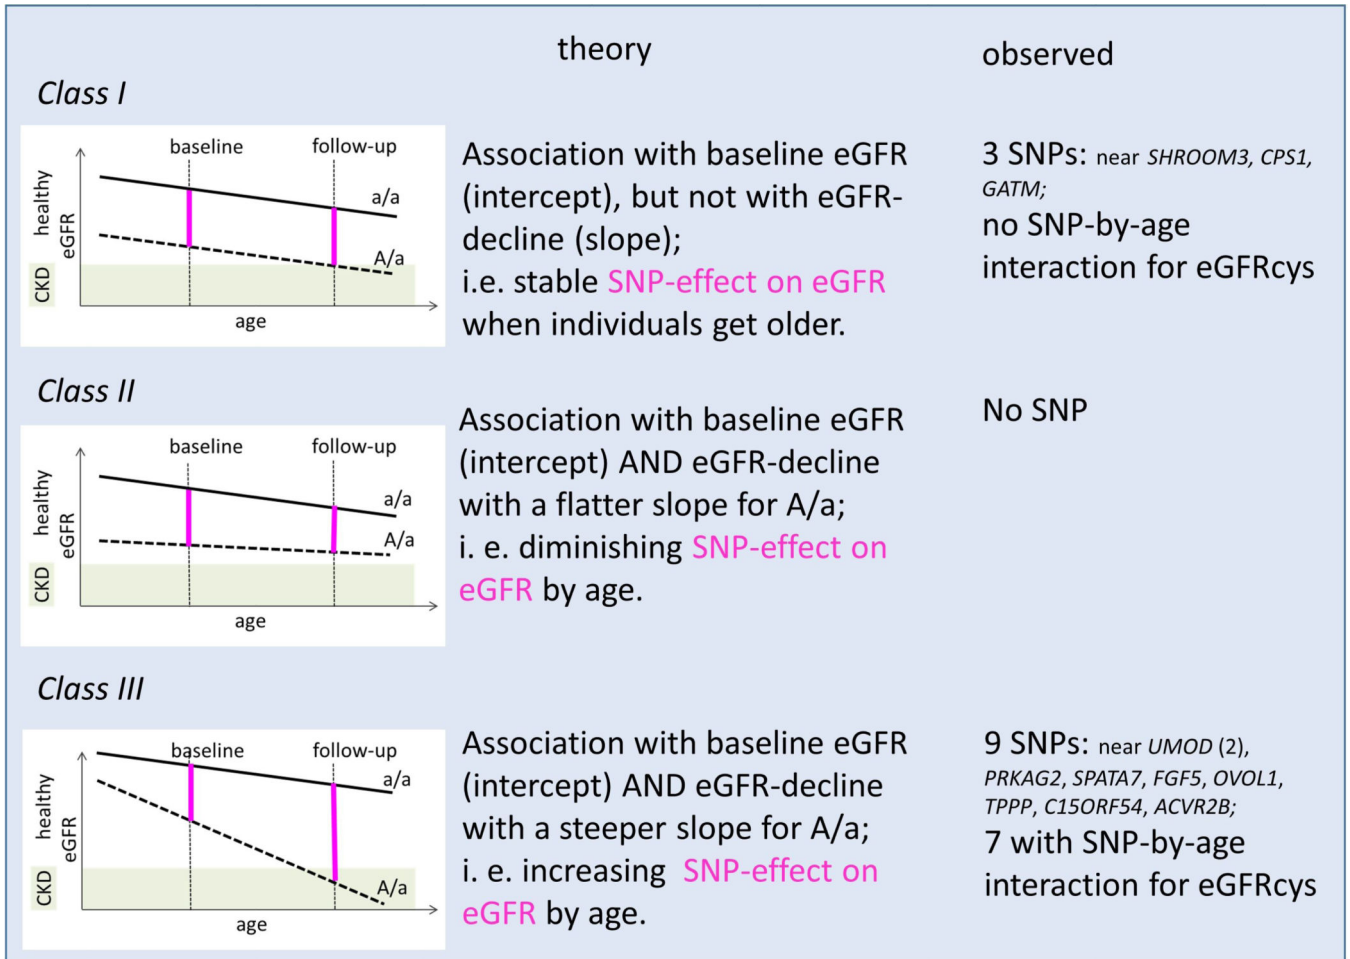 theory
observed
Class I
baseline
follow-up
a/a
A/a
healthy
eGFR
CKD
age
Association with baseline eGFR
(intercept), but not with eGFR-
decline (slope);
i.e. stable SNP-effect on eGFR
when individuals get older.
3 SNPs: near SHROOM3, CPS1,
GATM;
no SNP-by-age
interaction for eGFRcys
Class II
baseline
follow-up
a/a
A/a
healthy
eGFR
CKD
age
Association with baseline eGFR
(intercept) AND eGFR-decline
with a flatter slope for A/a;
i. e. diminishing SNP-effect on
eGFR by age.
No SNP
Class III
baseline
follow-up
a/a
A/a
healthy
eGFR
CKD
age
Association with baseline eGFR
(intercept) AND eGFR-decline
with a steeper slope for A/a;
i. e. increasing SNP-effect on
eGFR by age.
9 SNPs: near UMOD (2),
PRKAG2, SPATA7, FGF5, OVOL1,
TPPP, C15ORF54, ACVR2B;
7 with SNP-by-age
interaction for eGFRcys